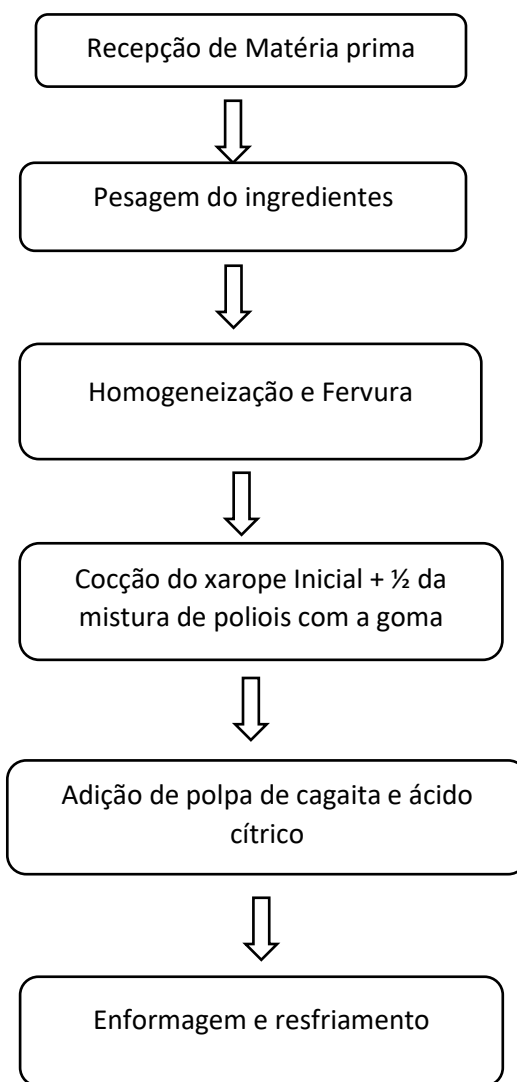 Recepção de Matéria prima
Pesagem do ingredientes
Homogeneização e Fervura
Cocção do xarope Inicial + ½ da
mistura de poliois com a goma
Adição de polpa de cagaita e ácido
cítrico
Enformagem e resfriamento